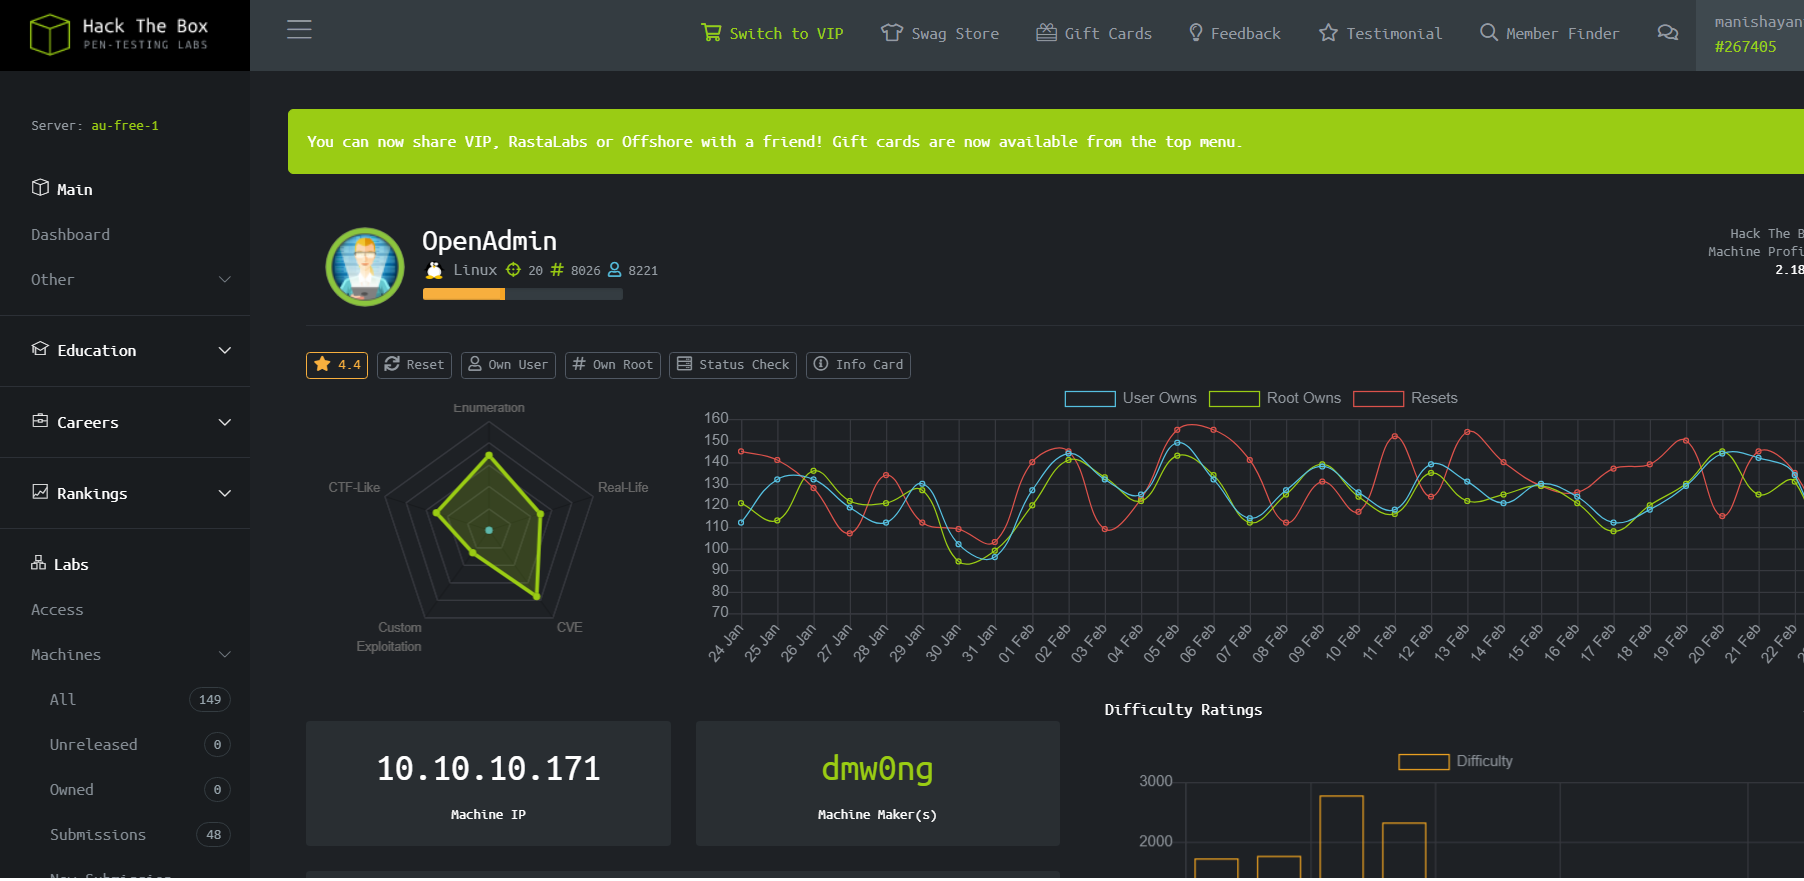 Hack The Box
PEN-TESTING LABS
Switch to VIP
Swag Store
Gift Cards
Feedback
Testimonial
Member Finder
manishayan
#267405
Server: au-free-1
Main
Dashboard
Other
Education
Careers
Rankings
Labs
Access
Machines
All 149
Unreleased 0
Owned 0
Submissions 48
You can now share VIP, RastaLabs or Offshore with a friend! Gift cards are now available from the top menu.
OpenAdmin
Linux 20 # 8026 8221
Hack The B
Machine Profi
2.18
4.4
Reset
Own User
# Own Root
Status Check
Info Card
Enumeration
CTF-Like
Real-Life
Custom
Exploitation
CVE
User Owns
Root Owns
Resets
160
150
140
130
120
110
100
90
80
70
24 Jan
25 Jan
26 Jan
27 Jan
28 Jan
29 Jan
30 Jan
31 Jan
01 Feb
02 Feb
03 Feb
04 Feb
05 Feb
06 Feb
07 Feb
08 Feb
09 Feb
10 Feb
11 Feb
12 Feb
13 Feb
14 Feb
15 Feb
16 Feb
17 Feb
18 Feb
19 Feb
20 Feb
21 Feb
22 Feb
10.10.10.171
Machine IP
dmw0ng
Machine Maker(s)
Difficulty Ratings
Difficulty
3000
2000